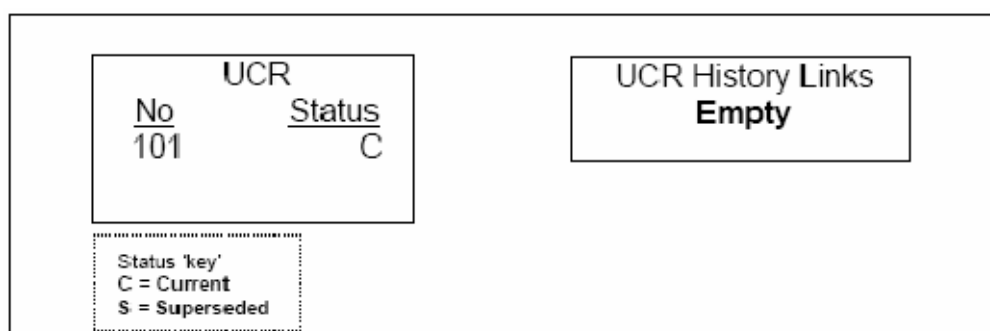 UCR
No Status
101 C
UCR History Links
Empty
Status 'key'
C = Current
S = Superseded